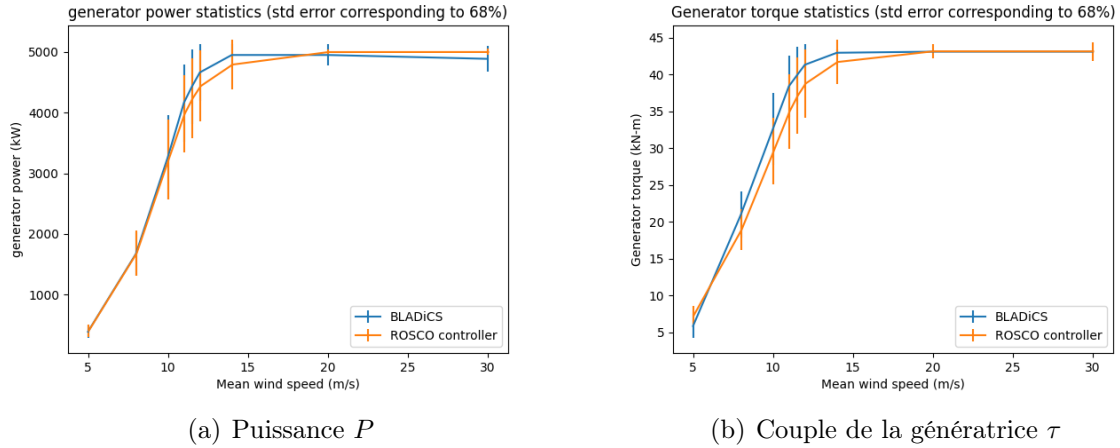 generator power statistics (std error corresponding to 68%)
generator power (kW)
5000
4000
3000
2000
1000
5 10 15 20 25 30
Mean wind speed (m/s)
BLADiCS
ROSCO controller
(a) Puissance P
Generator torque statistics (std error corresponding to 68%)
Generator torque (kN-m)
45
40
35
30
25
20
15
10
5
5 10 15 20 25 30
Mean wind speed (m/s)
BLADiCS
ROSCO controller
(b) Couple de la génératrice τ